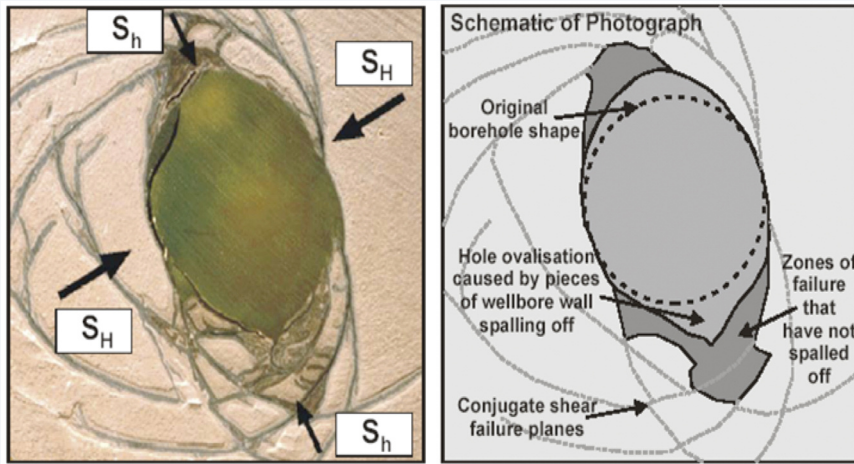 Sh
SH
SH
Sh
Schematic of Photograph
Original
borehole shape
Hole ovalisation
caused by pieces
of wellbore wall
spalling off
Zones of
failure
that
have not
spalled
off
Conjugate shear
failure planes